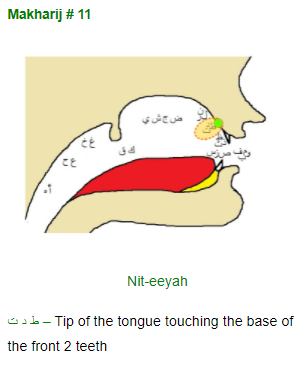 Makharij # 11
ض ج ش ي
غ خ
ك ق
ع ح
أ ه
Nit-eeyah
ط د ت – Tip of the tongue touching the base of
the front 2 teeth